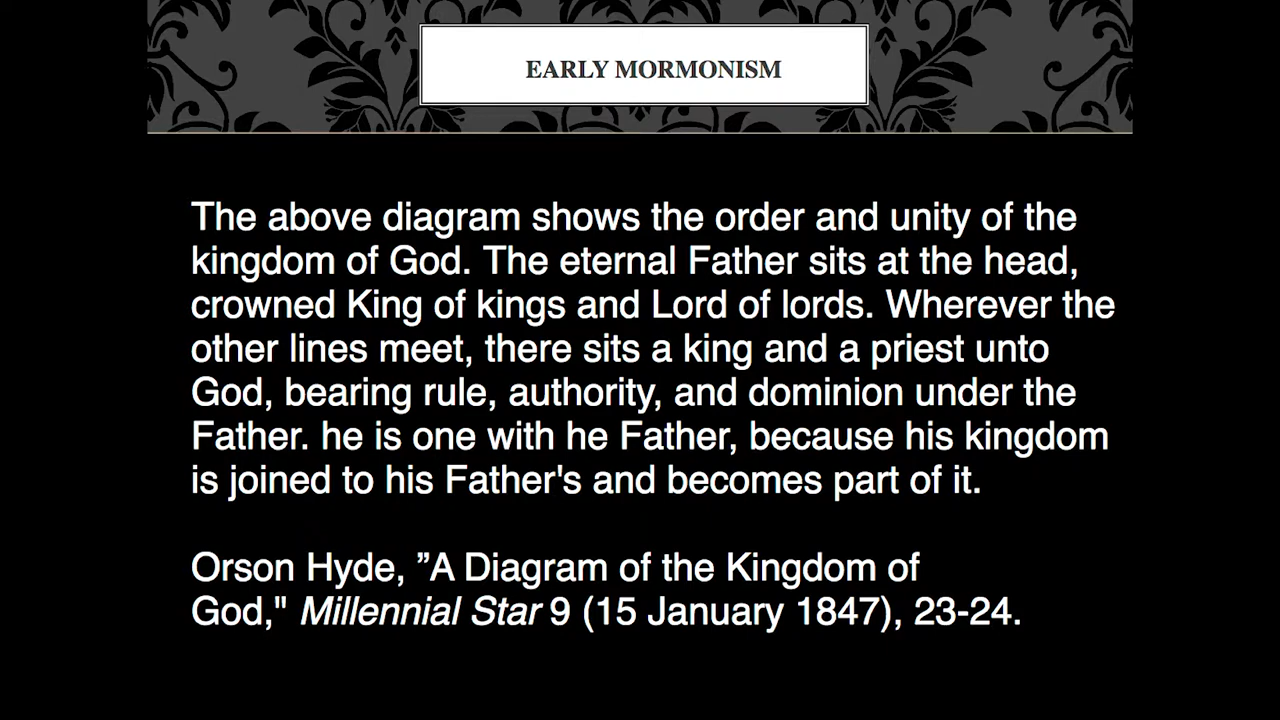 EARLY MORMONISM
The above diagram shows the order and unity of the
kingdom of God. The eternal Father sits at the head,
crowned King of kings and Lord of lords. Wherever the
other lines meet, there sits a king and a priest unto
God, bearing rule, authority, and dominion under the
Father. he is one with he Father, because his kingdom
is joined to his Father's and becomes part of it.
Orson Hyde, ”A Diagram of the Kingdom of
God," Millennial Star 9 (15 January 1847), 23-24.